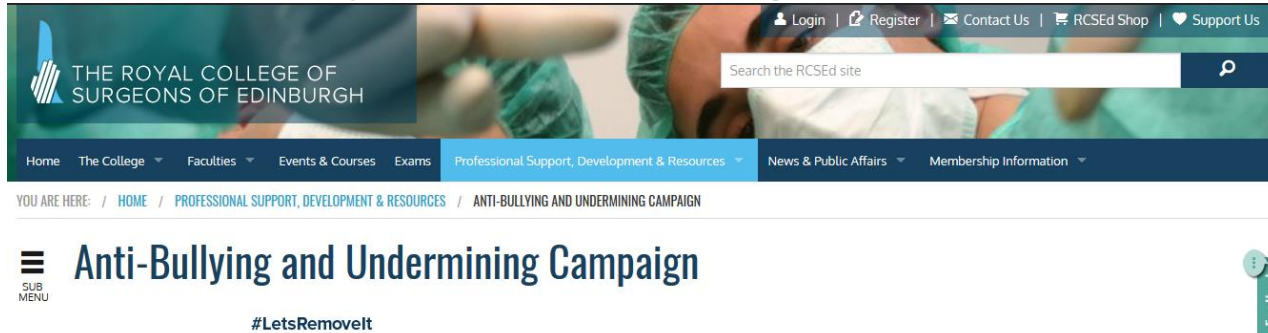 Login | Register | Contact Us | RCSEd Shop | Support Us
THE ROYAL COLLEGE OF
SURGEONS OF EDINBURGH
Search the RCSEd site
Home The College Faculties Events & Courses Exams Professional Support, Development & Resources News & Public Affairs Membership Information
YOU ARE HERE: / HOME / PROFESSIONAL SUPPORT, DEVELOPMENT & RESOURCES / ANTI-BULLYING AND UNDERMINING CAMPAIGN
Anti-Bullying and Undermining Campaign
SUB
MENU
#LetsRemoveIt